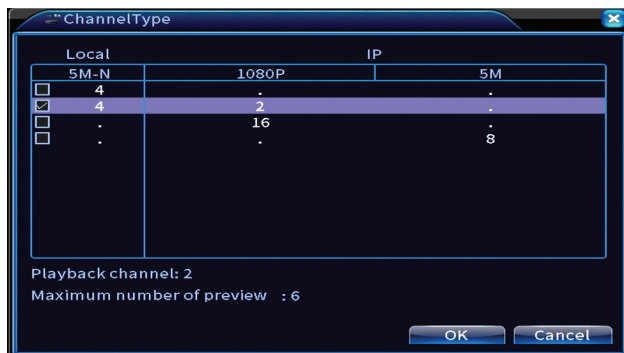 ChannelType
Local IP
5M-N 1080P 5M
4 . .
4 2 .
. 16 .
. . 8
Playback channel: 2
Maximum number of preview : 6
OK Cancel